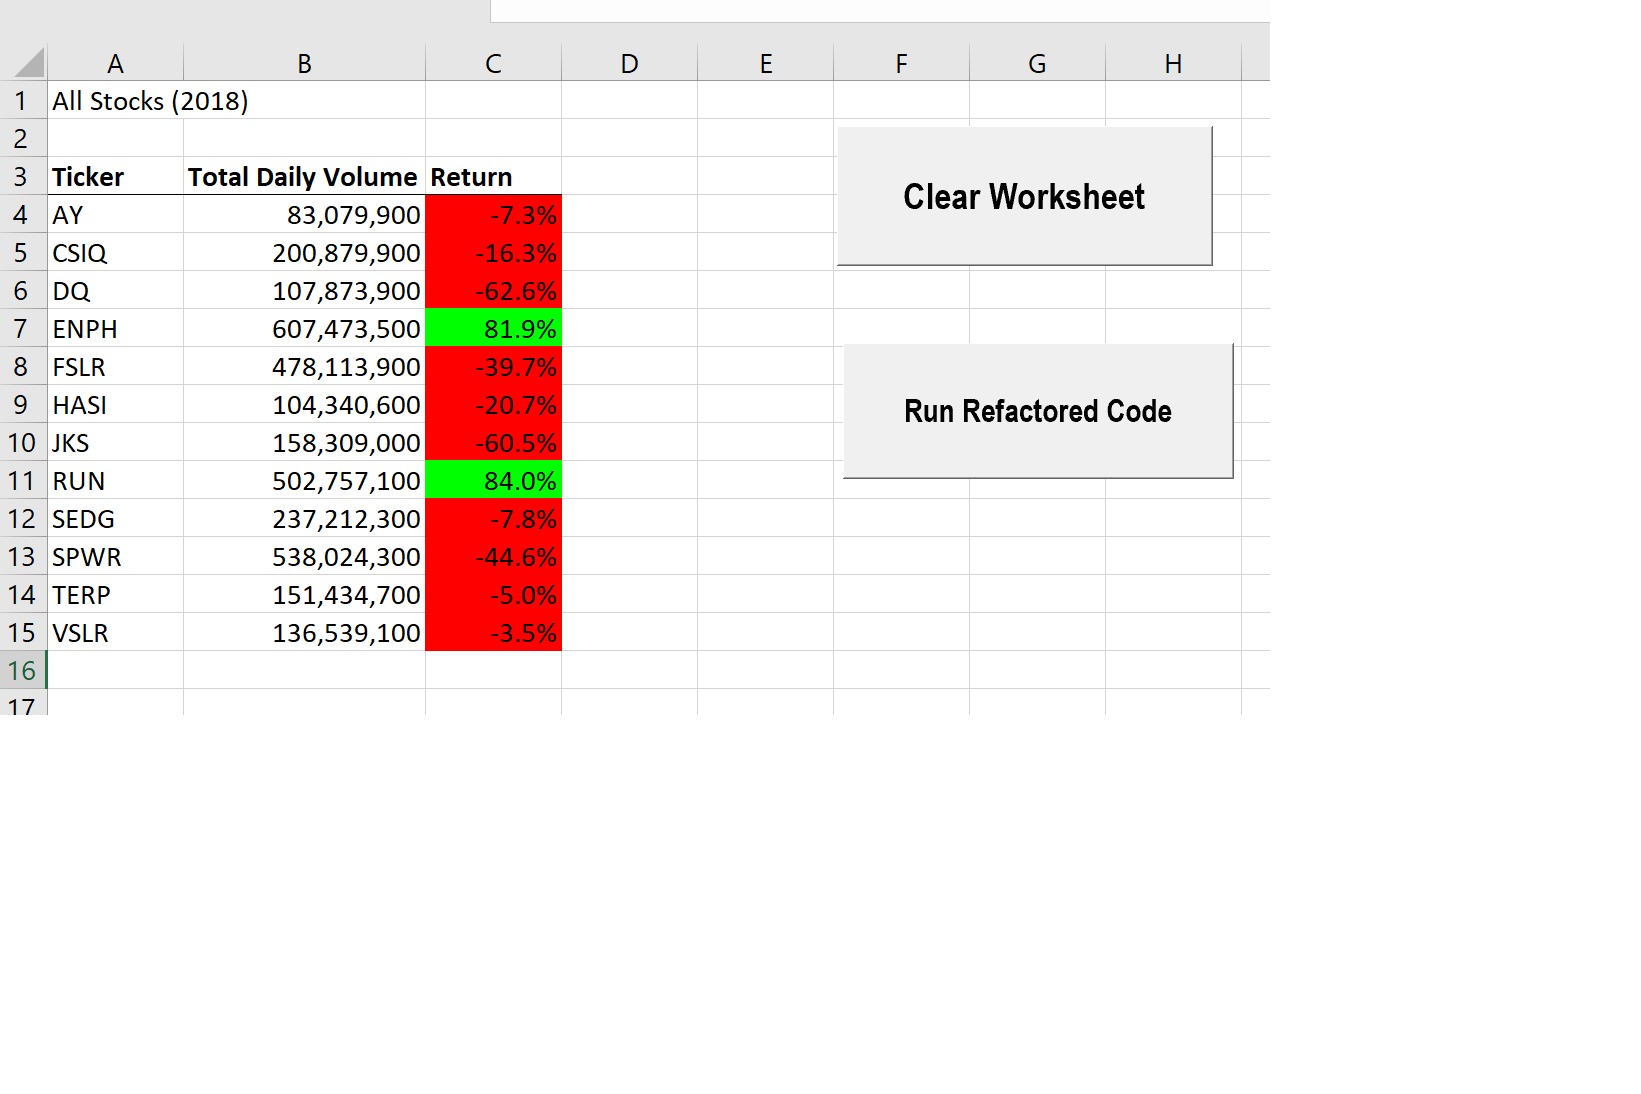 A B C D E F G H
1 All Stocks (2018)
2
3 Ticker Total Daily Volume Return
4 AY 83,079,900 -7.3%
5 CSIQ 200,879,900 -16.3%
6 DQ 107,873,900 -62.6%
7 ENPH 607,473,500 81.9%
8 FSLR 478,113,900 -39.7%
9 HASI 104,340,600 -20.7%
10 JKS 158,309,000 -60.5%
11 RUN 502,757,100 84.0%
12 SEDG 237,212,300 -7.8%
13 SPWR 538,024,300 -44.6%
14 TERP 151,434,700 -5.0%
15 VSLR 136,539,100 -3.5%
16
17
Clear Worksheet
Run Refactored Code